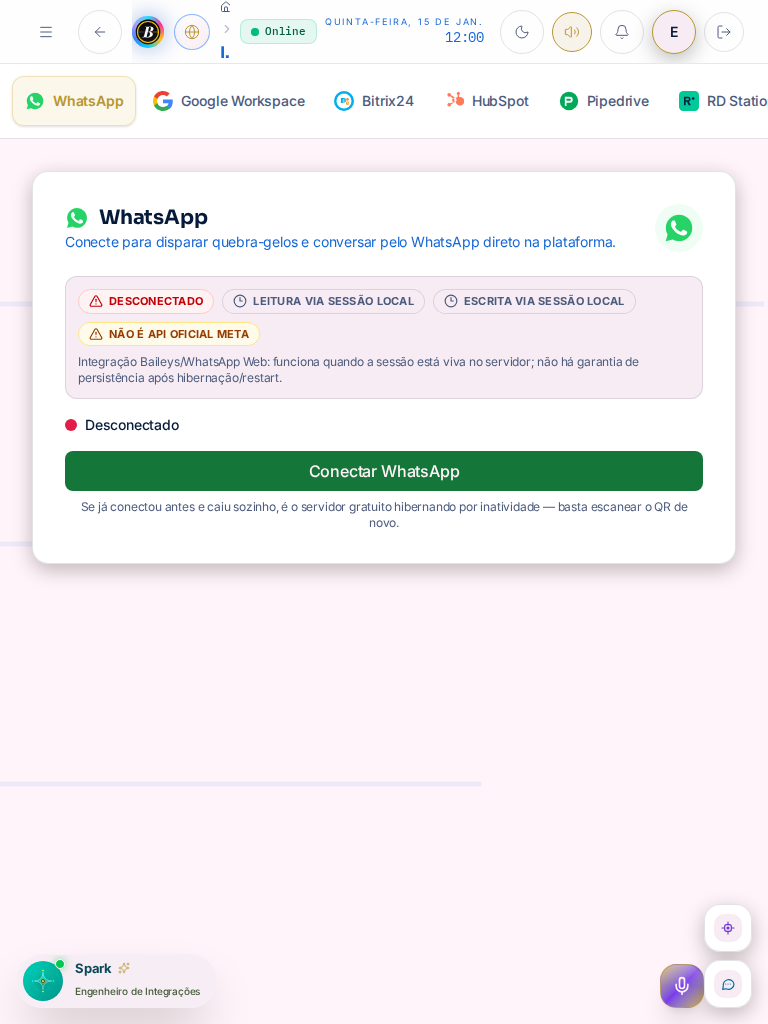 B
I.
Online
QUINTA-FEIRA, 15 DE JAN.
12:00
E
WhatsApp
Google Workspace
Bitrix24
HubSpot
Pipedrive
RD Statio
WhatsApp
Conecte para disparar quebra-gelos e conversar pelo WhatsApp direto na plataforma.
DESCONECTADO
LEITURA VIA SESSÃO LOCAL
ESCRITA VIA SESSÃO LOCAL
NÃO É API OFICIAL META
Integração Baileys/WhatsApp Web: funciona quando a sessão está viva no servidor; não há garantia de
persistência após hibernação/restart.
Desconectado
Conectar WhatsApp
Se já conectou antes e caiu sozinho, é o servidor gratuito hibernando por inatividade — basta escanear o QR de
novo.
Spark
Engenheiro de Integrações